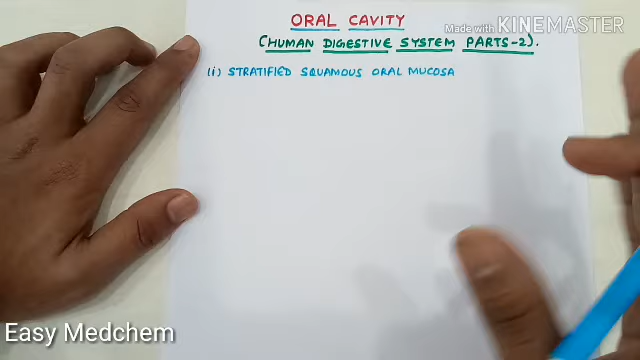 ORAL CAVITY
Made with KINEMASTER
(HUMAN DIGESTIVE SYSTEM PARTS-2).
(i) STRATIFIED SQUAMOUS ORAL MUCOSA
Easy Medchem